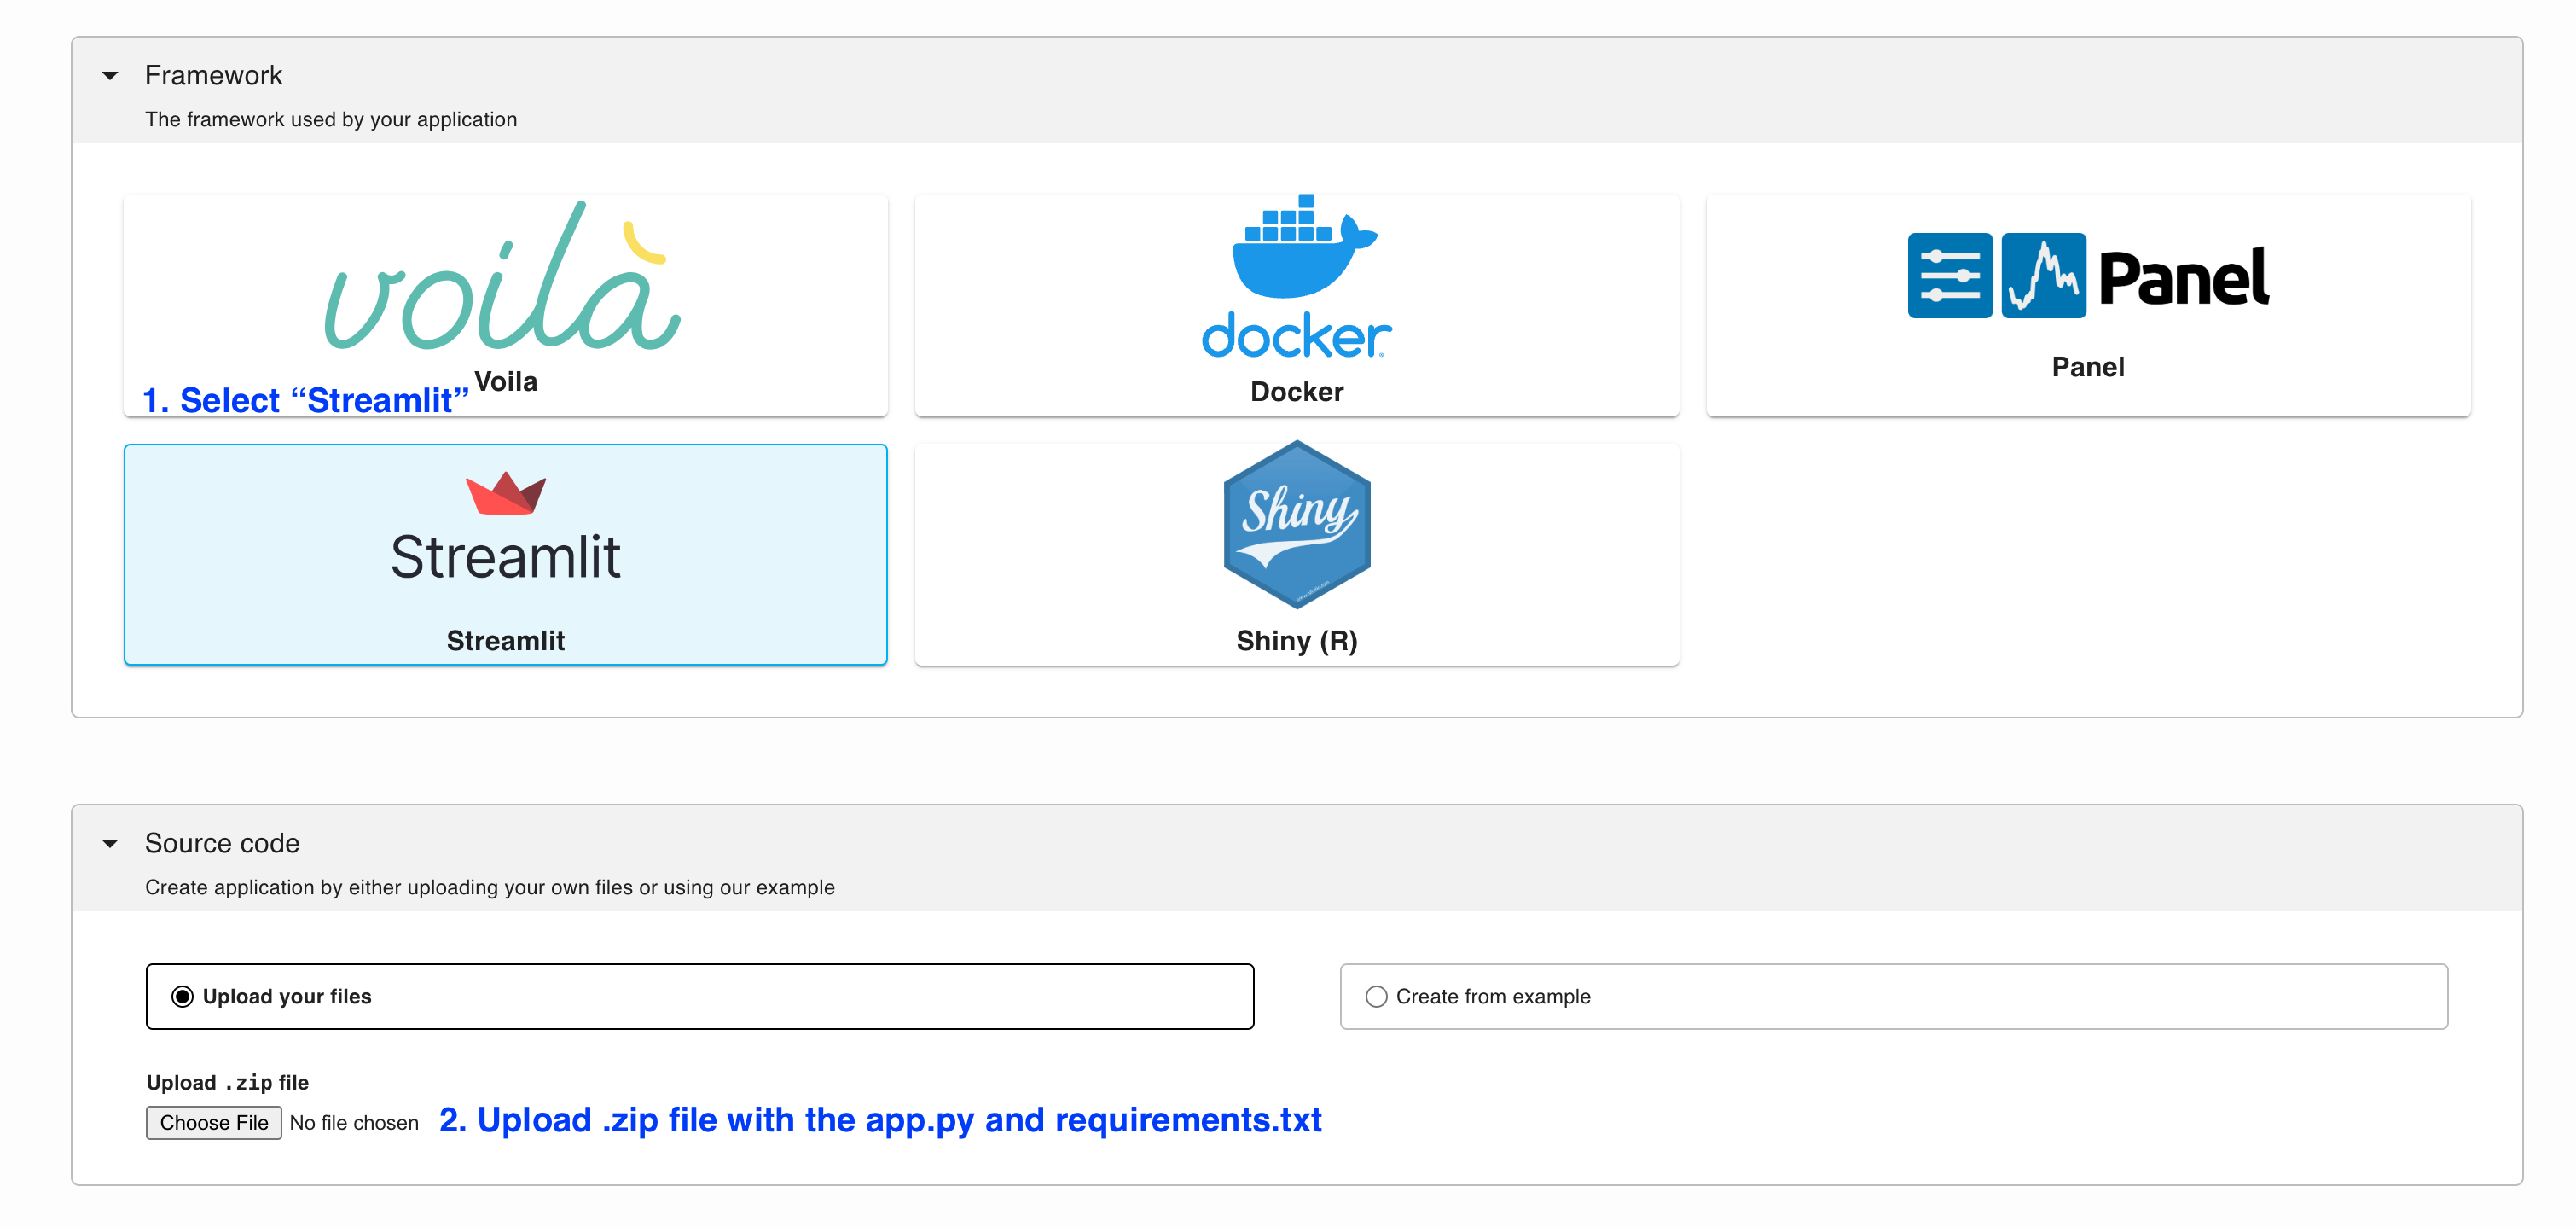 Framework
The framework used by your application
voilà
docker
Panel
Voila
Docker
Panel
1. Select “Streamlit”
Streamlit
Shiny
Streamlit
Shiny (R)
Source code
Create application by either uploading your own files or using our example
Upload your files
Create from example
Upload .zip file
Choose File No file chosen
2. Upload .zip file with the app.py and requirements.txt